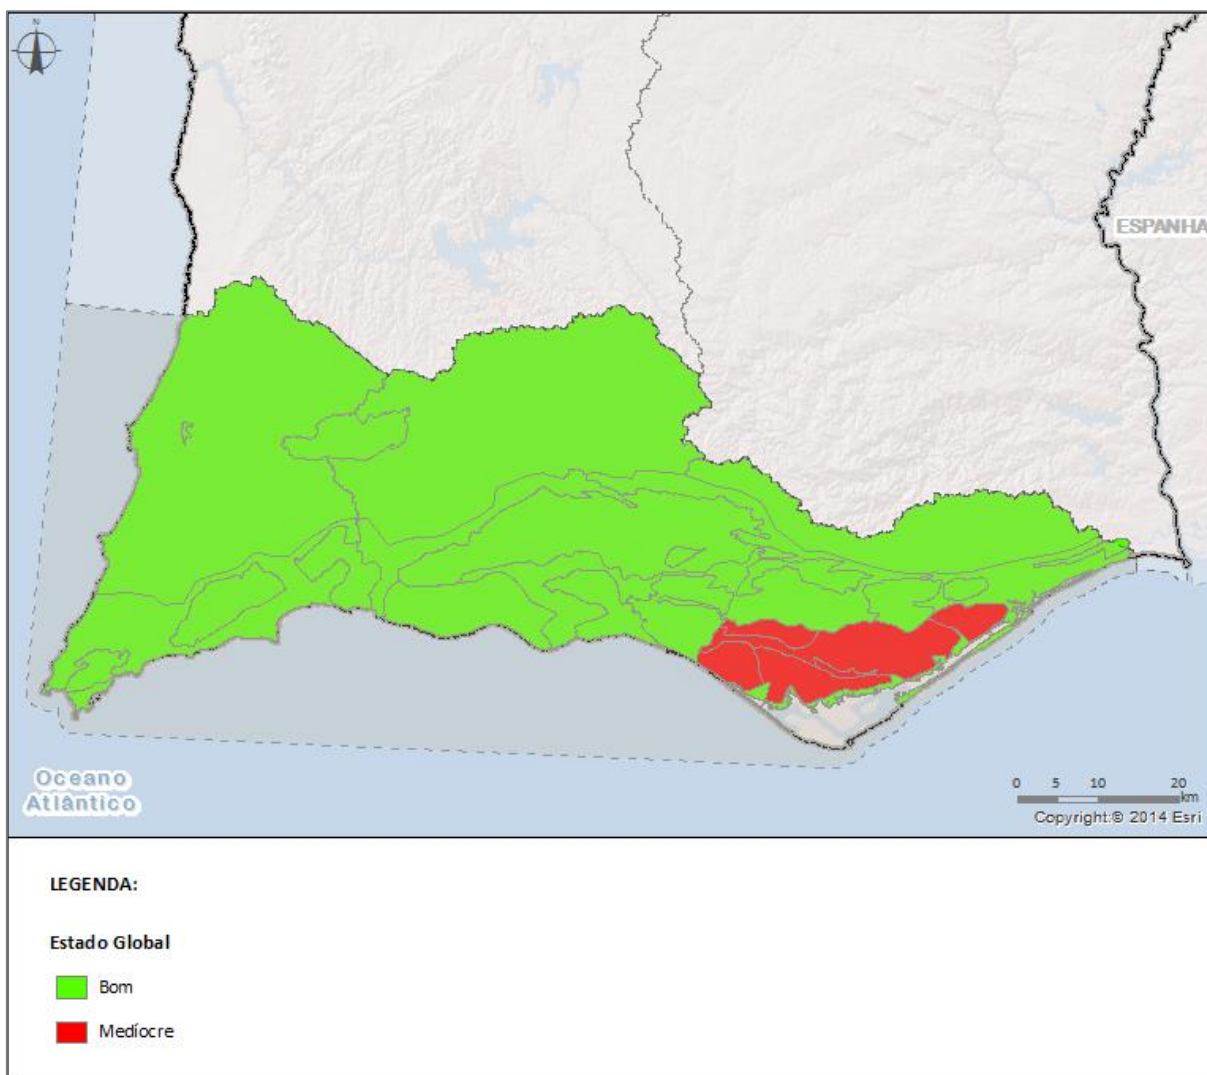 N
ESPANHA
Oceano
Atlântico
0 5 10 20
km
Copyright:© 2014 Esri
LEGENDA:
Estado Global
Bom
Medíocre